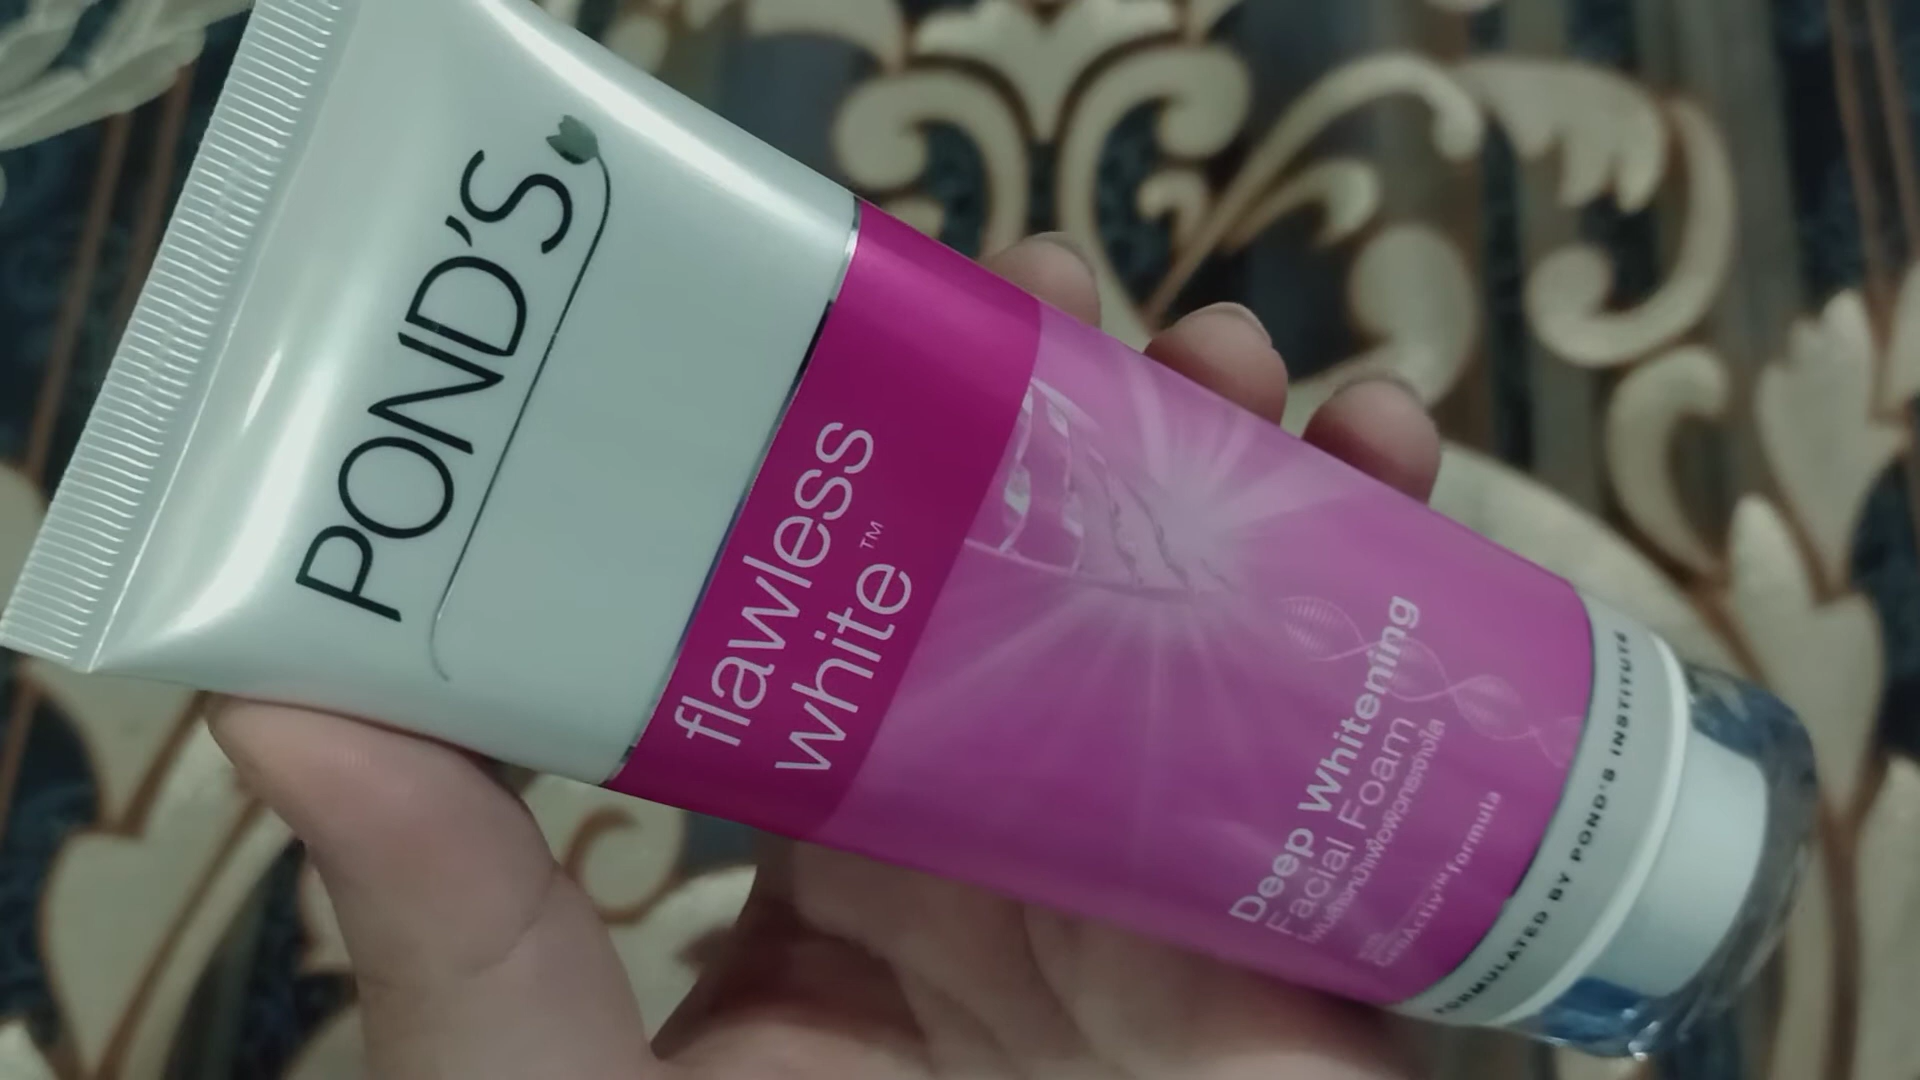 POND'S
flawless
white™
Deep Whitening
Facial Foam
formula
FORMULATED BY POND'S INSTITUTE